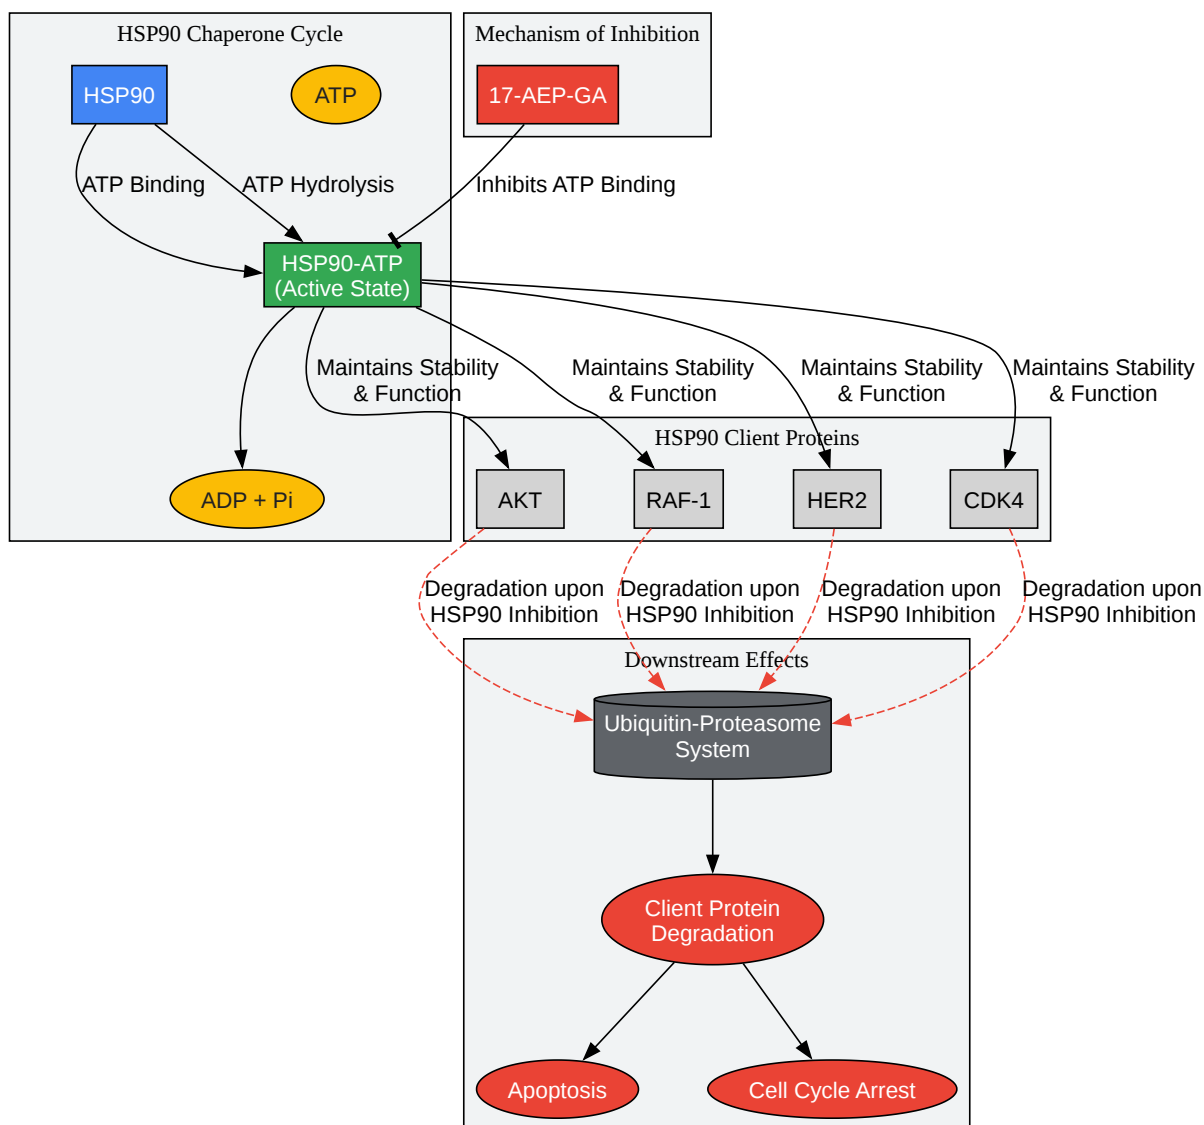 HSP90 Chaperone Cycle
Mechanism of Inhibition
HSP90
ATP
17-AEP-GA
ATP Binding
ATP Hydrolysis
Inhibits ATP Binding
HSP90-ATP
(Active State)
Maintains Stability
& Function
Maintains Stability
& Function
Maintains Stability
& Function
Maintains Stability
& Function
HSP90 Client Proteins
ADP + Pi
AKT
RAF-1
HER2
CDK4
Degradation upon
HSP90 Inhibition
Degradation upon
HSP90 Inhibition
Degradation upon
HSP90 Inhibition
Degradation upon
HSP90 Inhibition
Downstream Effects
Ubiquitin-Proteasome
System
Client Protein
Degradation
Apoptosis
Cell Cycle Arrest